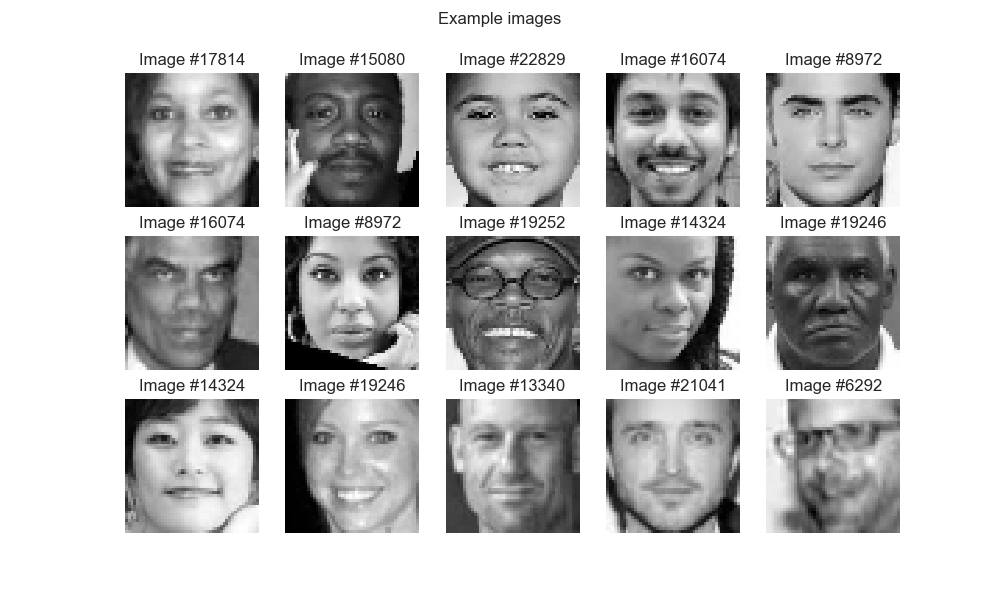 Example images
Image #17814 Image #15080 Image #22829 Image #16074 Image #8972
Image #16074 Image #8972 Image #19252 Image #14324 Image #19246
Image #14324 Image #19246 Image #13340 Image #21041 Image #6292